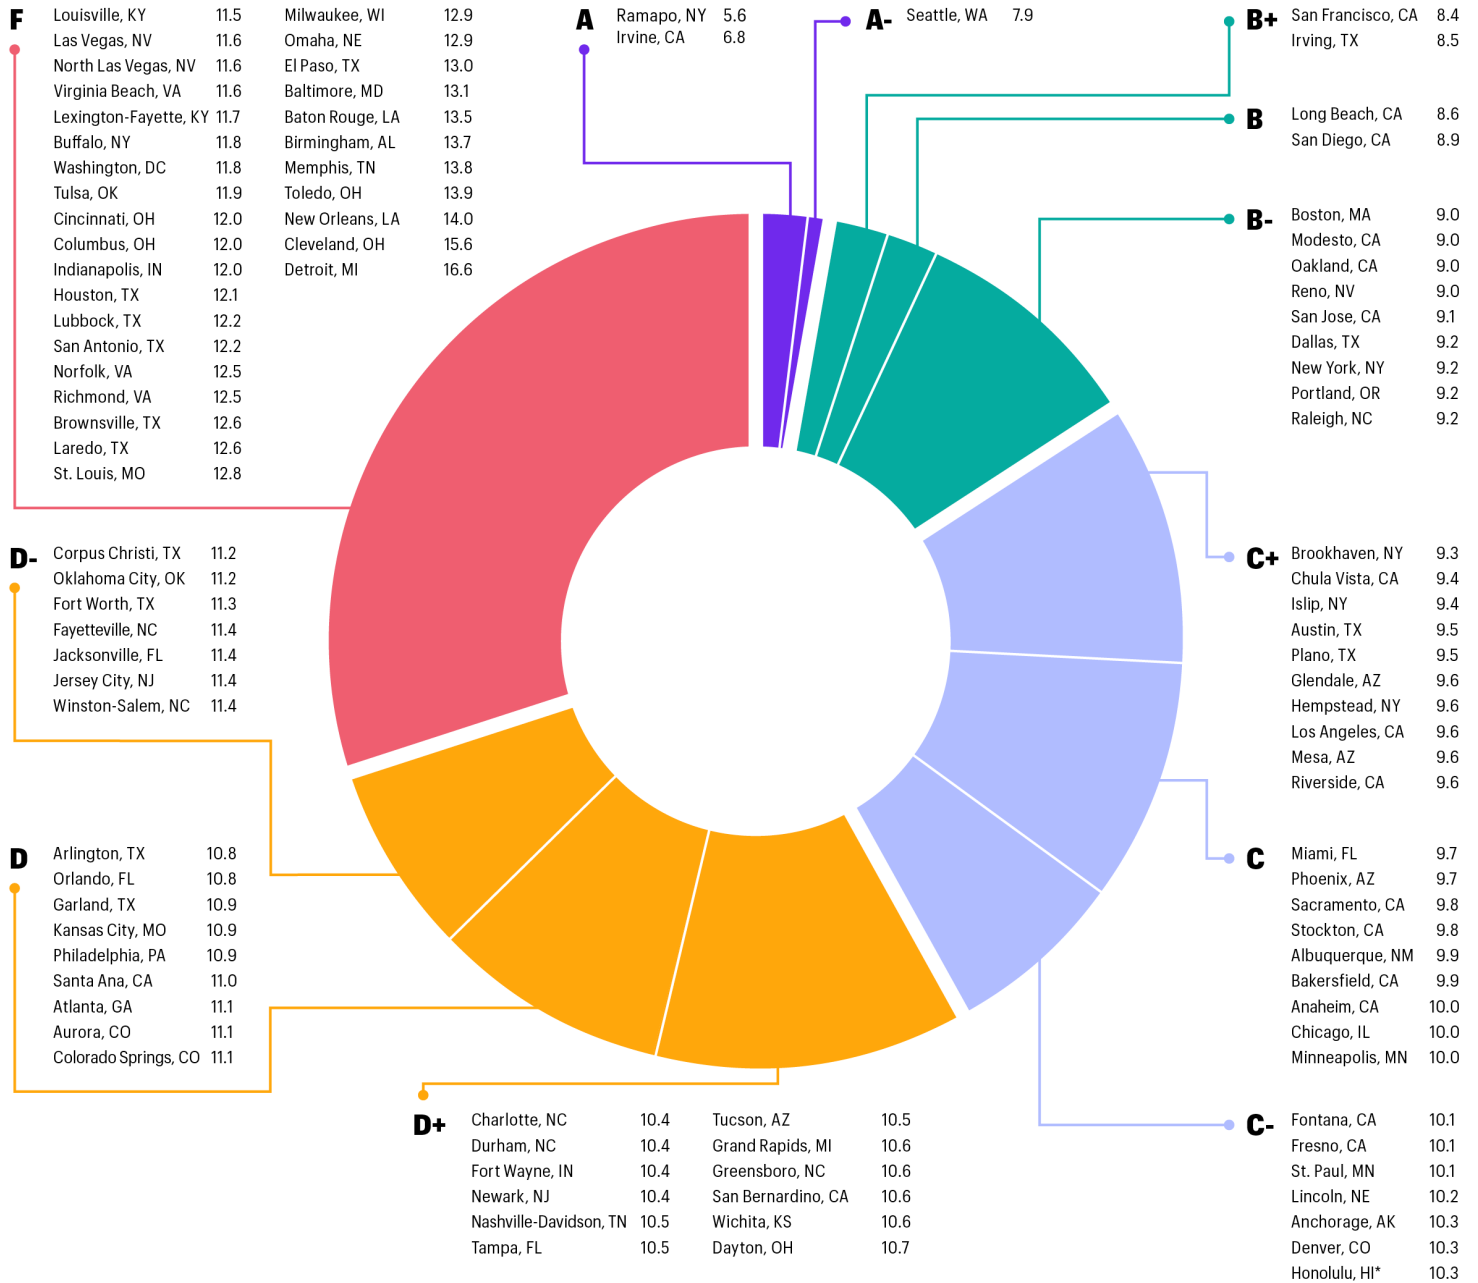 F
Louisville, KY 11.5
Las Vegas, NV 11.6
North Las Vegas, NV 11.6
Virginia Beach, VA 11.6
Lexington-Fayette, KY 11.7
Buffalo, NY 11.8
Washington, DC 11.8
Tulsa, OK 11.9
Cincinnati, OH 12.0
Columbus, OH 12.0
Indianapolis, IN 12.0
Houston, TX 12.1
Lubbock, TX 12.2
San Antonio, TX 12.2
Norfolk, VA 12.5
Richmond, VA 12.5
Brownsville, TX 12.6
Laredo, TX 12.6
St. Louis, MO 12.8
Milwaukee, WI 12.9
Omaha, NE 12.9
El Paso, TX 13.0
Baltimore, MD 13.1
Baton Rouge, LA 13.5
Birmingham, AL 13.7
Memphis, TN 13.8
Toledo, OH 13.9
New Orleans, LA 14.0
Cleveland, OH 15.6
Detroit, MI 16.6
A
Ramapo, NY 5.6
Irvine, CA 6.8
A-
Seattle, WA 7.9
B+
San Francisco, CA 8.4
Irving, TX 8.5
B
Long Beach, CA 8.6
San Diego, CA 8.9
B-
Boston, MA 9.0
Modesto, CA 9.0
Oakland, CA 9.0
Reno, NV 9.0
San Jose, CA 9.1
Dallas, TX 9.2
New York, NY 9.2
Portland, OR 9.2
Raleigh, NC 9.2
C+
Brookhaven, NY 9.3
Chula Vista, CA 9.4
Islip, NY 9.4
Austin, TX 9.5
Plano, TX 9.5
Glendale, AZ 9.6
Hempstead, NY 9.6
Los Angeles, CA 9.6
Mesa, AZ 9.6
Riverside, CA 9.6
C
Miami, FL 9.7
Phoenix, AZ 9.7
Sacramento, CA 9.8
Stockton, CA 9.8
Albuquerque, NM 9.9
Bakersfield, CA 9.9
Anaheim, CA 10.0
Chicago, IL 10.0
Minneapolis, MN 10.0
C-
Fontana, CA 10.1
Fresno, CA 10.1
St. Paul, MN 10.1
Lincoln, NE 10.2
Anchorage, AK 10.3
Denver, CO 10.3
Honolulu, HI* 10.3
D+
Charlotte, NC 10.4
Durham, NC 10.4
Fort Wayne, IN 10.4
Newark, NJ 10.4
Nashville-Davidson, TN 10.5
Tampa, FL 10.5
Tucson, AZ 10.5
Grand Rapids, MI 10.6
Greensboro, NC 10.6
San Bernardino, CA 10.6
Wichita, KS 10.6
Dayton, OH 10.7
D
Arlington, TX 10.8
Orlando, FL 10.8
Garland, TX 10.9
Kansas City, MO 10.9
Philadelphia, PA 10.9
Santa Ana, CA 11.0
Atlanta, GA 11.1
Aurora, CO 11.1
Colorado Springs, CO 11.1
D-
Corpus Christi, TX 11.2
Oklahoma City, OK 11.2
Fort Worth, TX 11.3
Fayetteville, NC 11.4
Jacksonville, FL 11.4
Jersey City, NJ 11.4
Winston-Salem, NC 11.4